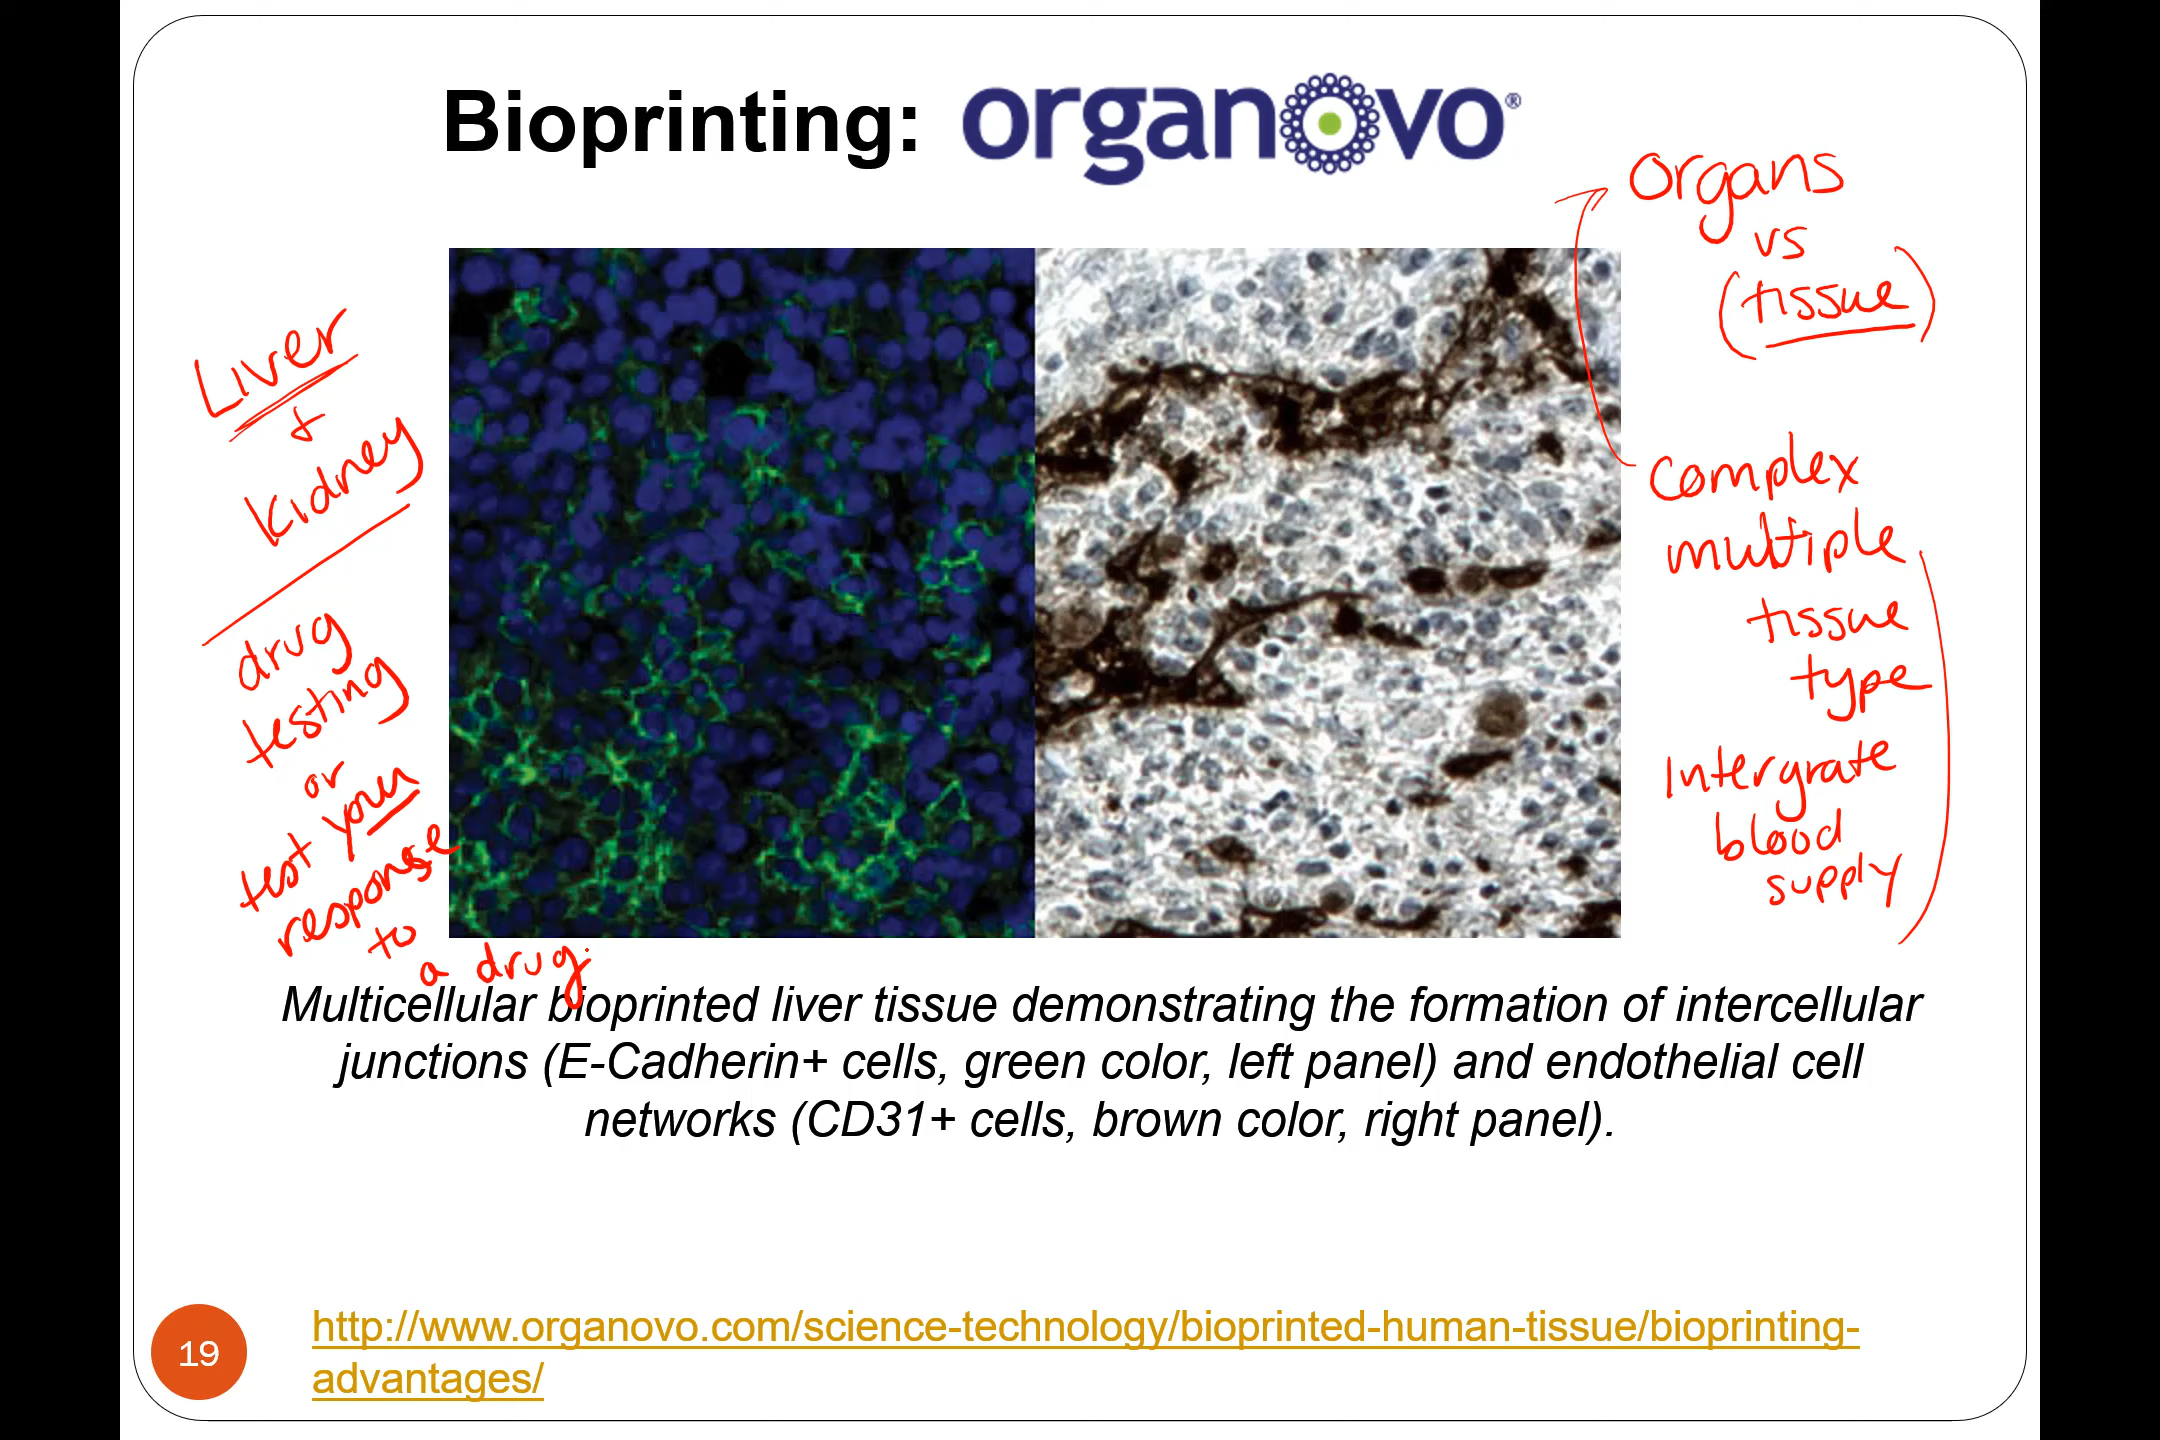 Bioprinting: organovo®
Organs
vs
(tissue)
Complex
multiple
tissue
type
Intergrate
blood
supply
Liver
+
kidney
drug
testing
or
test your
response
to
a drug.
Multicellular bioprinted liver tissue demonstrating the formation of intercellular
junctions (E-Cadherin+ cells, green color, left panel) and endothelial cell
networks (CD31+ cells, brown color, right panel).
19
http://www.organovo.com/science-technology/bioprinted-human-tissue/bioprinting-
advantages/